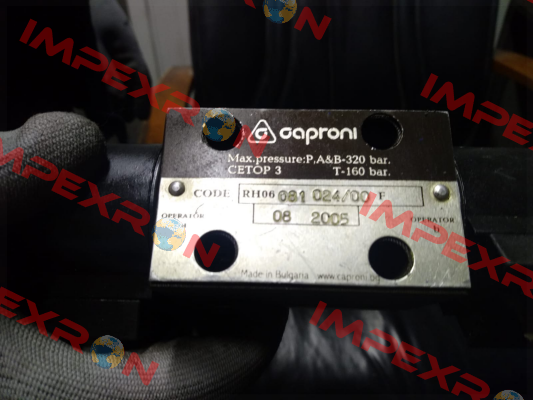 caproni
Max.pressure:P.A&B-320 bar.
CETOP 3 T-160 bar.
CODE RH06 081 024/00 F
OPERATOR a 08 2005 OPERATOR B
Made in Bulgaria www.caproni.bg
IMPEXRON
IMPEXRON
IMPEXRON
IMPEXRON
IMPEXRON